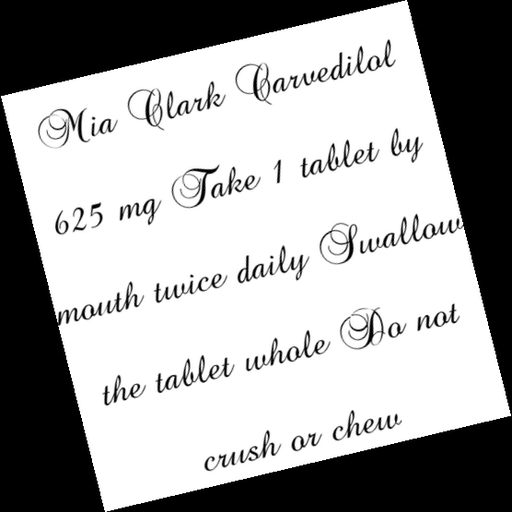 Mia Clark Carvedilol
625 mg Take 1 tablet by
mouth twice daily Swallow
the tablet whole Do not
crush or chew